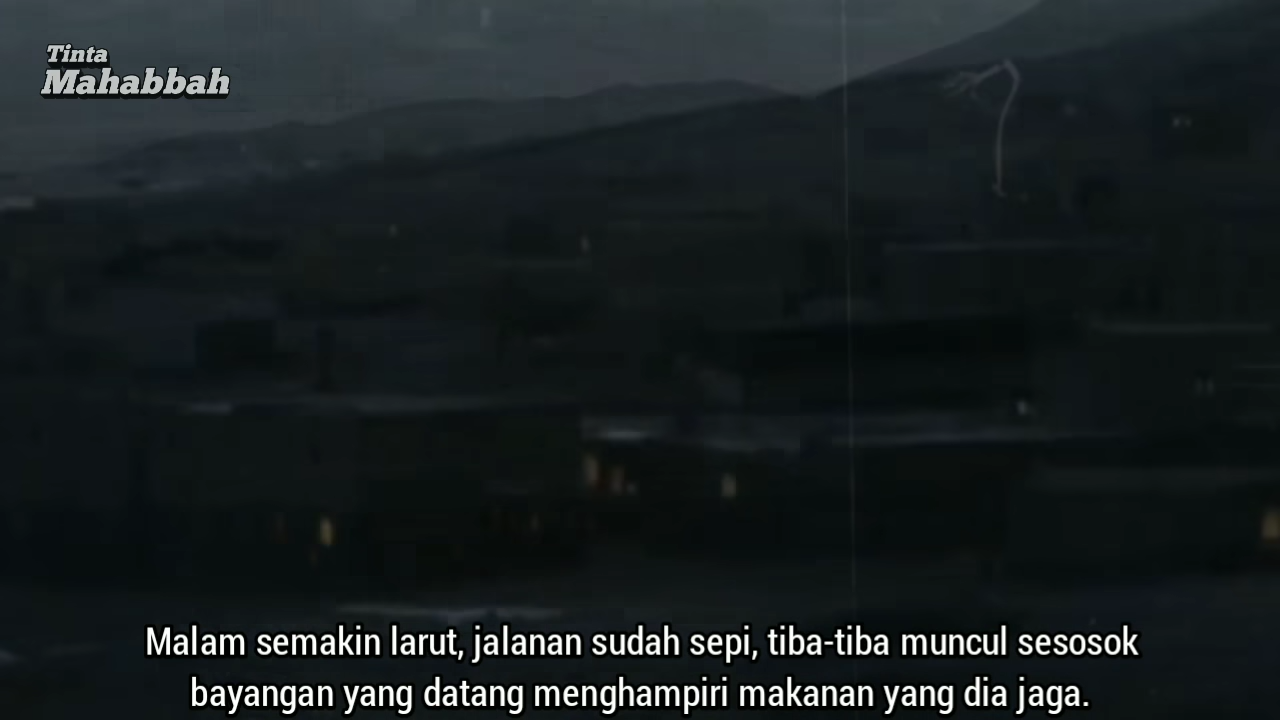 Tinta
Mahabbah
Malam semakin larut, jalanan sudah sepi, tiba-tiba muncul sesosok
bayangan yang datang menghampiri makanan yang dia jaga.